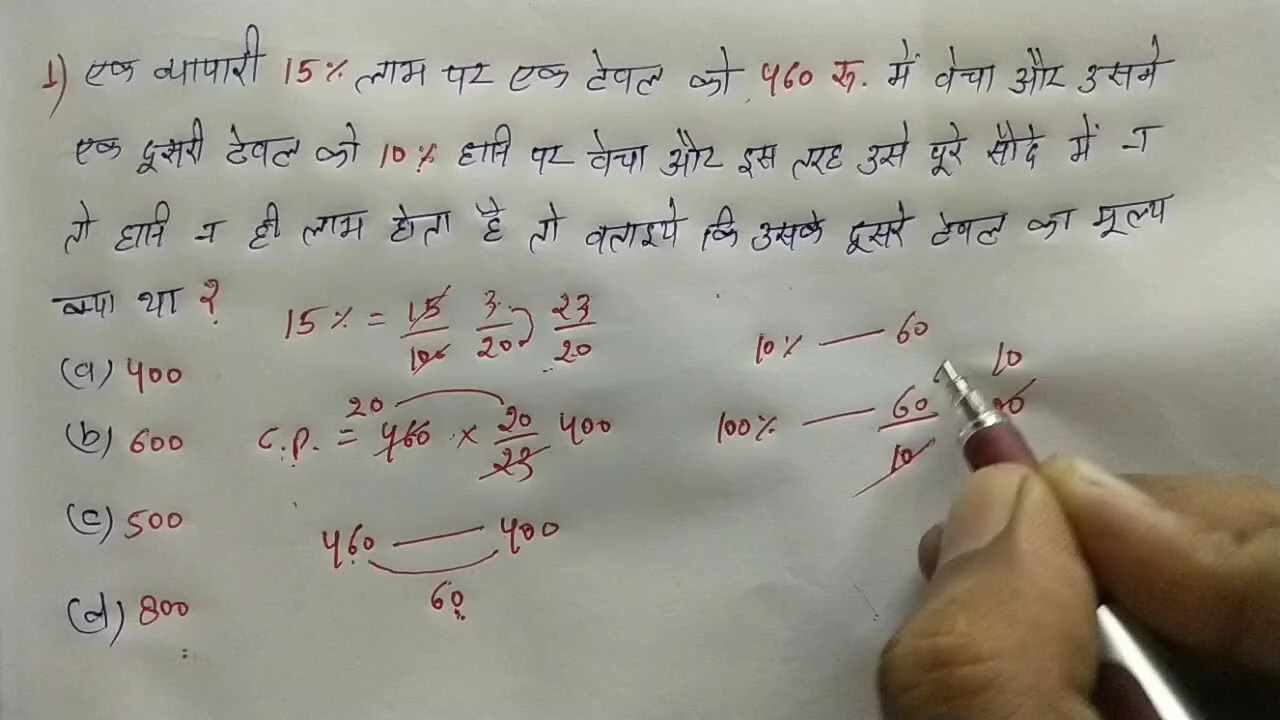 1) एक व्यापारी 15% लाभ पर एक टेबल को 460 रु. में बेचा और उसने
एक दूसरी टेबल को 10% हानि पर बेचा और इस तरह उसे पूरे सौदे में न
तो हानि न ही लाभ होता है तो बताइये कि उसके दूसरे टेबल का मूल्य
क्या था ?
15% = 15/100 3/20 23/20
(a) 400
(b) 600
(c) 500
(d) 800
20
C.P. = 460 × 20/23 400
460 — 400
60
10% — 60
10
100% — 60/10